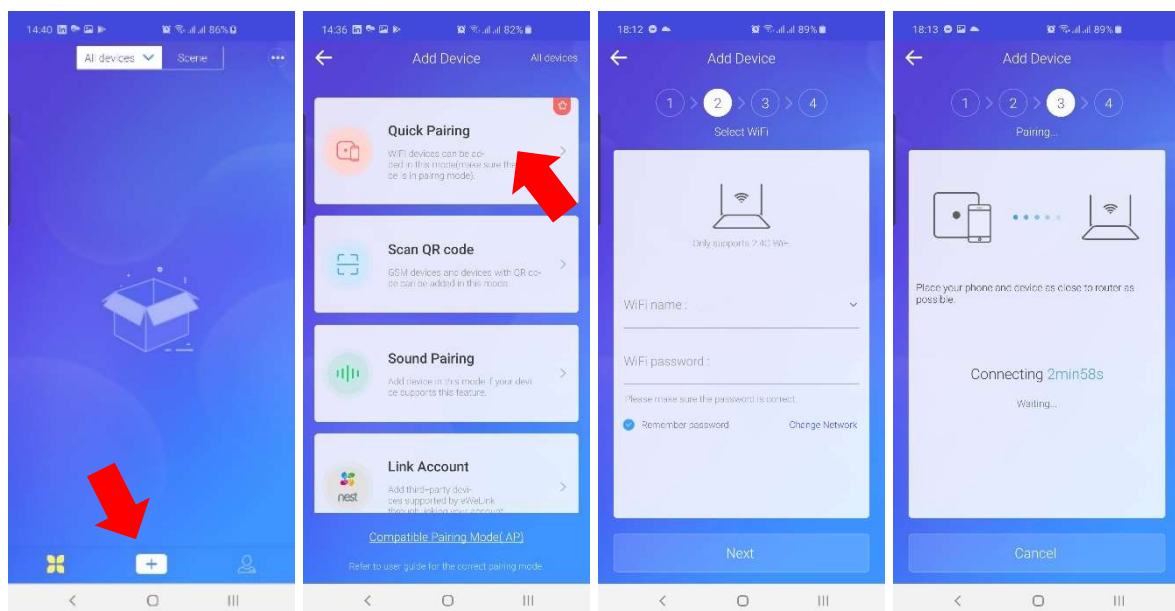 14:40
86%
All devices
Scene
14:36
82%
Add Device
All devices
Quick Pairing
WiFi devices can be ad-
ded in this mode(make sure the
ce is in pairng mode).
Scan QR code
GSM devices and devices with QR co-
de can be added in this mode.
Sound Pairing
Add device in this mode if your devi
ce supports this feature.
Link Account
nest
Add third-party devi-
ces supported by eWeLink
through linking your account
Compatible Pairing Mode( AP)
Refer to user guide for the correct pairing mode.
18:12
89%
Add Device
1 > 2 > 3 > 4
Select WiFi
Only supports 2.4G WiFi
WiFi name :
WiFi password :
Please make sure the password is correct.
Remember password
Change Network
Next
18:13
89%
Add Device
1 > 2 > 3 > 4
Pairing...
Place your phone and device as close to router as
possible.
Connecting 2min58s
Waiting...
Cancel